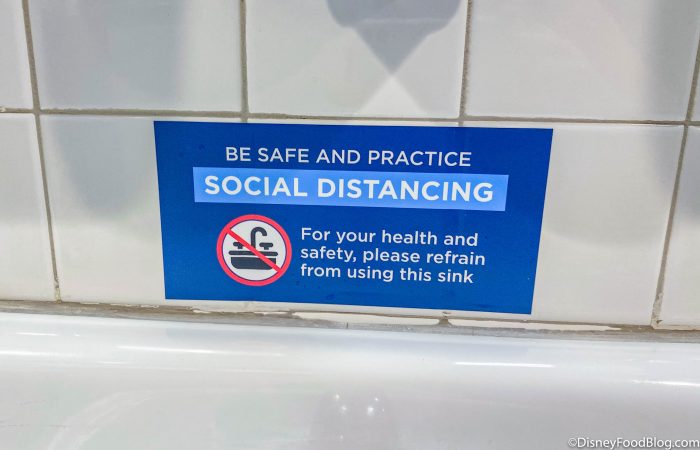 BE SAFE AND PRACTICE
SOCIAL DISTANCING
For your health and
safety, please refrain
from using this sink
©DisneyFoodBlog.com